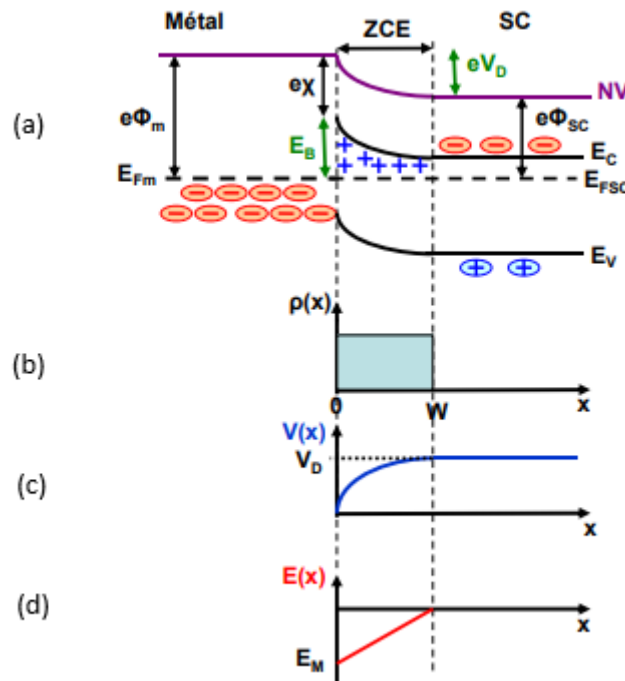 Métal ZCE SC
eV_D
NV
eχ
(a) eΦ_m eΦ_SC
E_B E_C
E_Fm E_FSC
E_V
ρ(x)
(b)
0 W x
V(x)
V_D
(c)
x
E(x)
(d) x
E_M